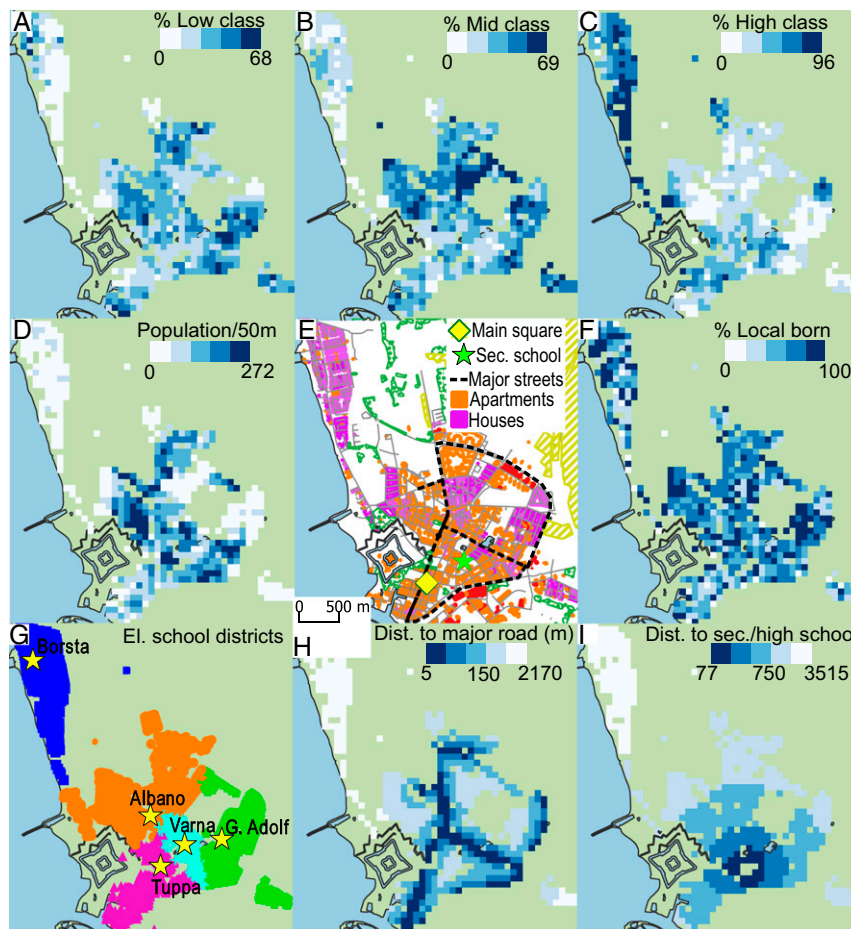 A
% Low class
0 68
B
% Mid class
0 69
C
% High class
0 96
D
Population/50m
0 272
E
Main square
Sec. school
Major streets
Apartments
Houses
0 500 m
F
% Local born
0 100
G
El. school districts
Borsta
Albano
Varna
G. Adolf
Tuppa
H
Dist. to major road (m)
5 150 2170
I
Dist. to sec./high school
77 750 3515